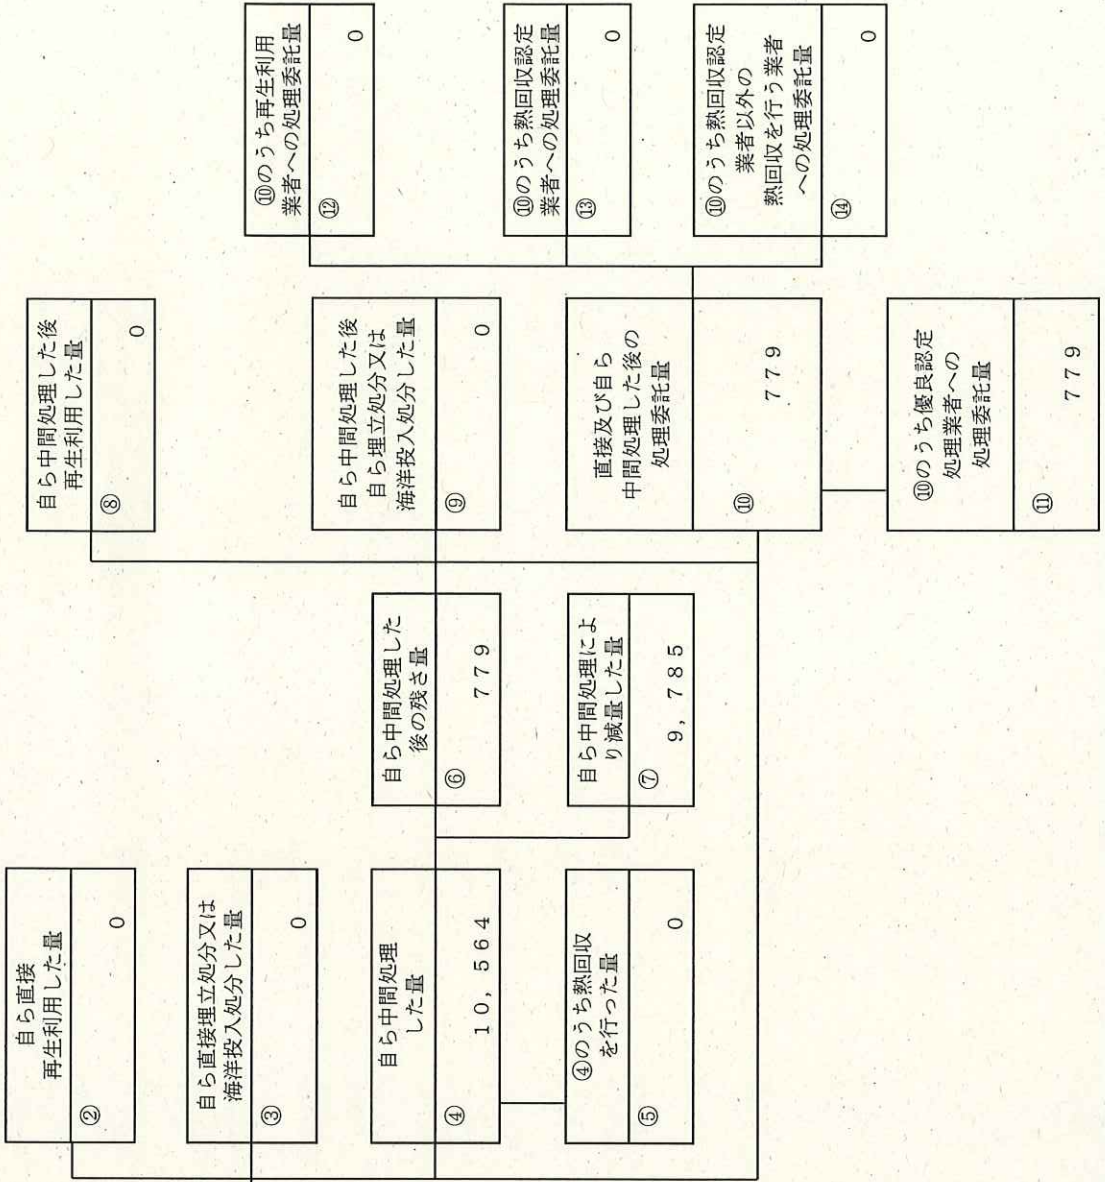 自ら直接
再生利用した量
② 0
自ら直接埋立処分又は
海洋投入処分した量
③ 0
自ら中間処理
した量
④ 10,564
④のうち熱回収
を行った量
⑤ 0
自ら中間処理した
後の残さ量
⑥ 779
自ら中間処理によ
り減量した量
⑦ 9,785
自ら中間処理した後
再生利用した量
⑧ 0
自ら中間処理した後
自ら埋立処分又は
海洋投入処分した量
⑨ 0
直接及び自ら
中間処理した後の
処理委託量
⑩ 779
⑩のうち優良認定
処理業者への
処理委託量
⑪ 779
⑩のうち再生利用
業者への処理委託量
⑫ 0
⑩のうち熱回収認定
業者への処理委託量
⑬ 0
⑩のうち熱回収認定
業者以外の
熱回収を行う業者
への処理委託量
⑭ 0